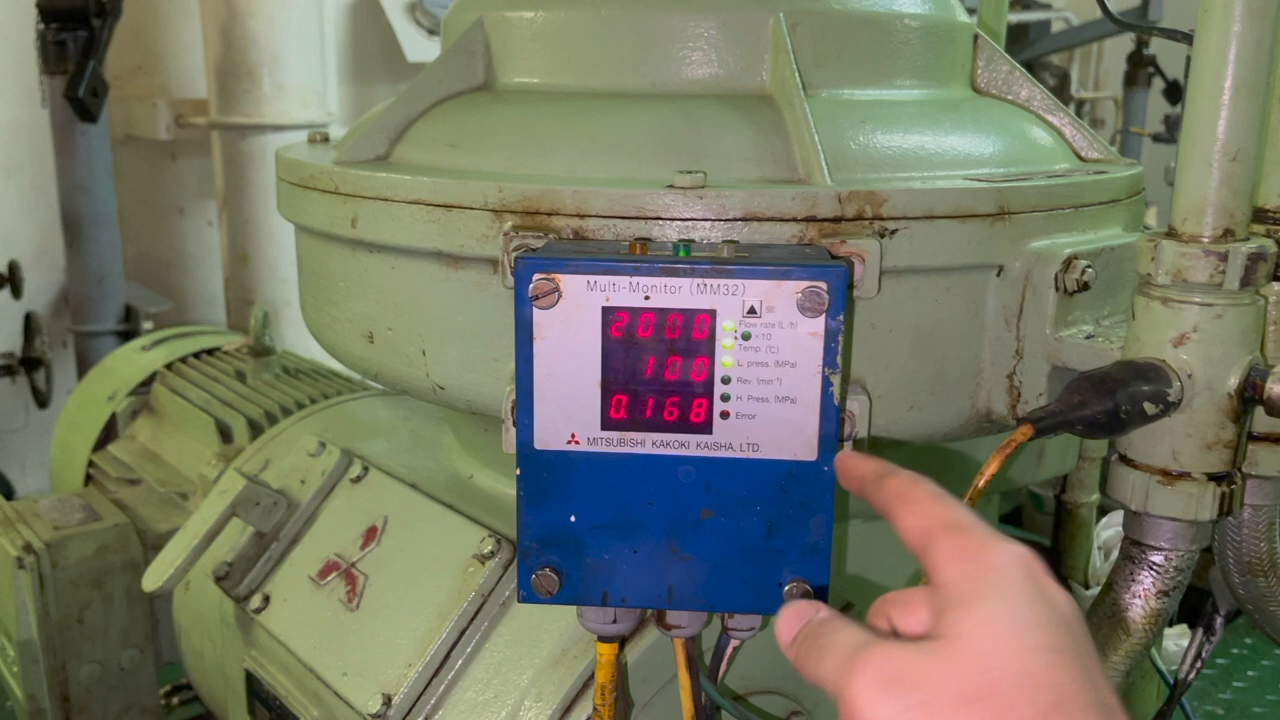 Multi-Monitor (MM32)
2000
100
0.168
Flow rate (L/h)
×10
Temp. (℃)
L. press. (MPa)
Rev. (min⁻¹)
H. Press. (MPa)
Error
MITSUBISHI KAKOKI KAISHA, LTD.